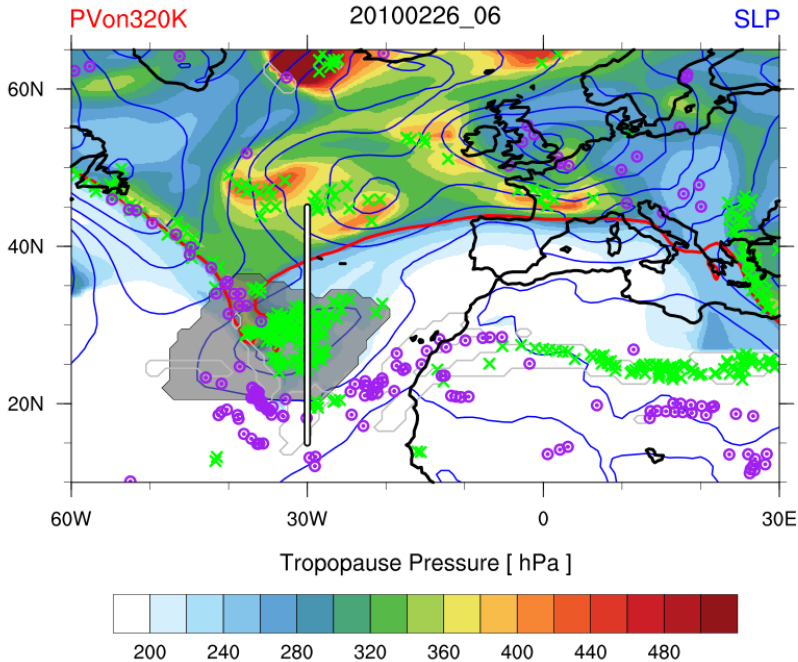 PVon320K 20100226_06 SLP
60N
40N
20N
60W 30W 0 30E
Tropopause Pressure [ hPa ]
200 240 280 320 360 400 440 480